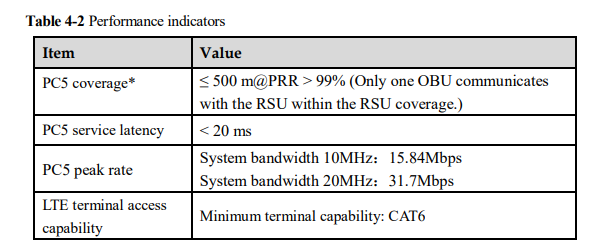 Table 4-2 Performance indicators
Item Value
PC5 coverage* ≤ 500 m@PRR > 99% (Only one OBU communicates
with the RSU within the RSU coverage.)
PC5 service latency < 20 ms
PC5 peak rate
System bandwidth 10MHz：15.84Mbps
System bandwidth 20MHz：31.7Mbps
LTE terminal access
capability
Minimum terminal capability: CAT6